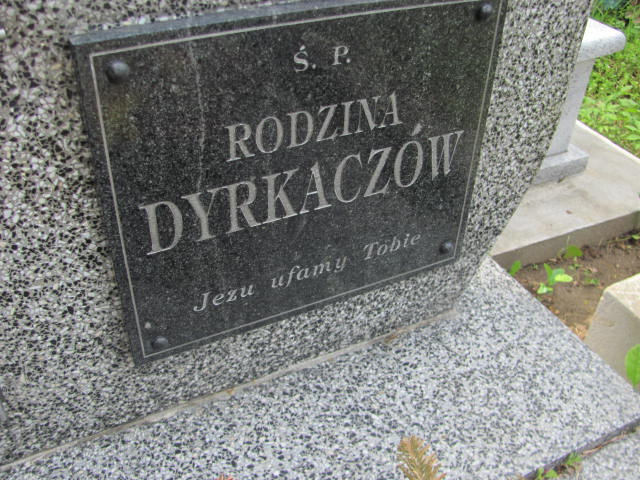 Ś. P.
RODZINA
DYRKACZÓW
Jezu ufamy Tobie